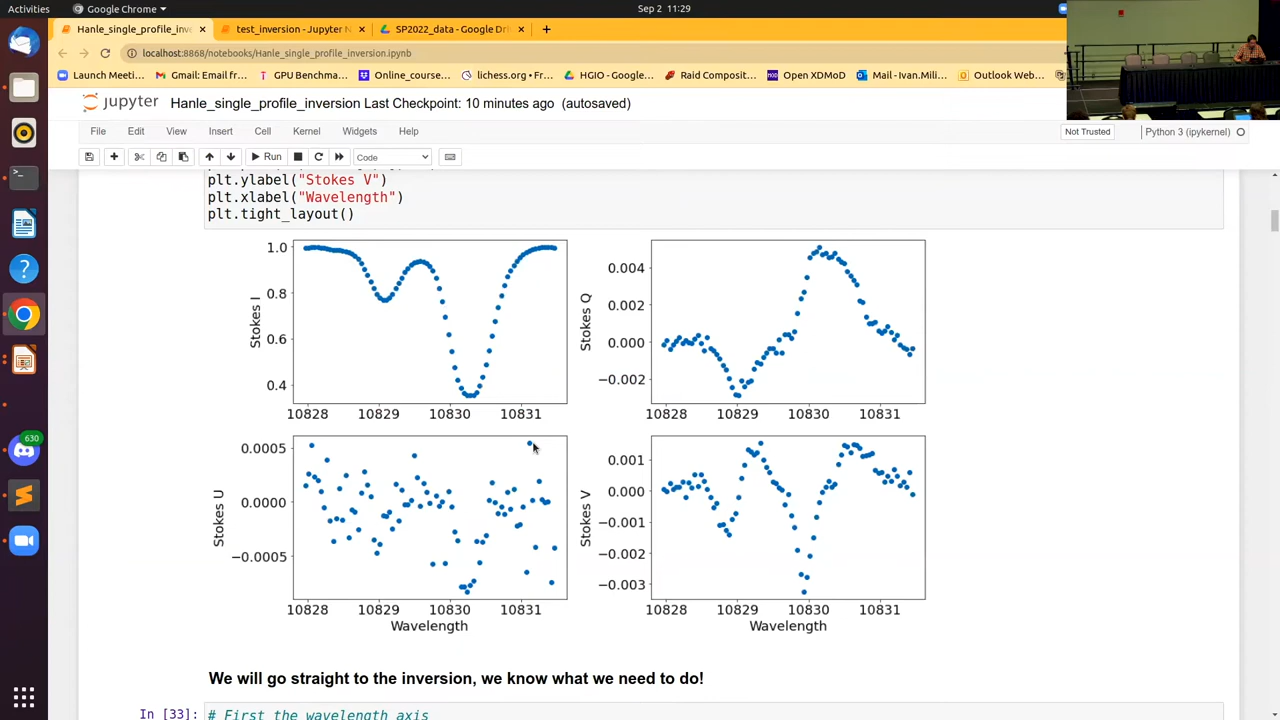 Activities
Google Chrome
Sep 2 11:29
Hanle_single_profile_inv
test_inversion - Jupyter N
SP2022_data - Google Dri
localhost:8868/notebooks/Hanle_single_profile_inversion.ipynb
Launch Meeti...
Gmail: Email fr...
GPU Benchma...
Online_course...
lichess.org • Fr...
HGIO - Google...
Raid Composit...
Open XDMoD
Mail - Ivan.Mili...
Outlook Web...
jupyter
Hanle_single_profile_inversion Last Checkpoint: 10 minutes ago (autosaved)
File Edit View Insert Cell Kernel Widgets Help
Not Trusted
Python 3 (ipykernel)
Run
Code
plt.ylabel("Stokes V")
plt.xlabel("Wavelength")
plt.tight_layout()
1.0
0.8
0.6
0.4
Stokes I
10828 10829 10830 10831
0.004
0.002
0.000
−0.002
Stokes Q
10828 10829 10830 10831
0.0005
0.0000
−0.0005
Stokes U
10828 10829 10830 10831
Wavelength
0.001
0.000
−0.001
−0.002
−0.003
Stokes V
10828 10829 10830 10831
Wavelength
We will go straight to the inversion, we know what we need to do!
In [33]:
# First the wavelength axis
630